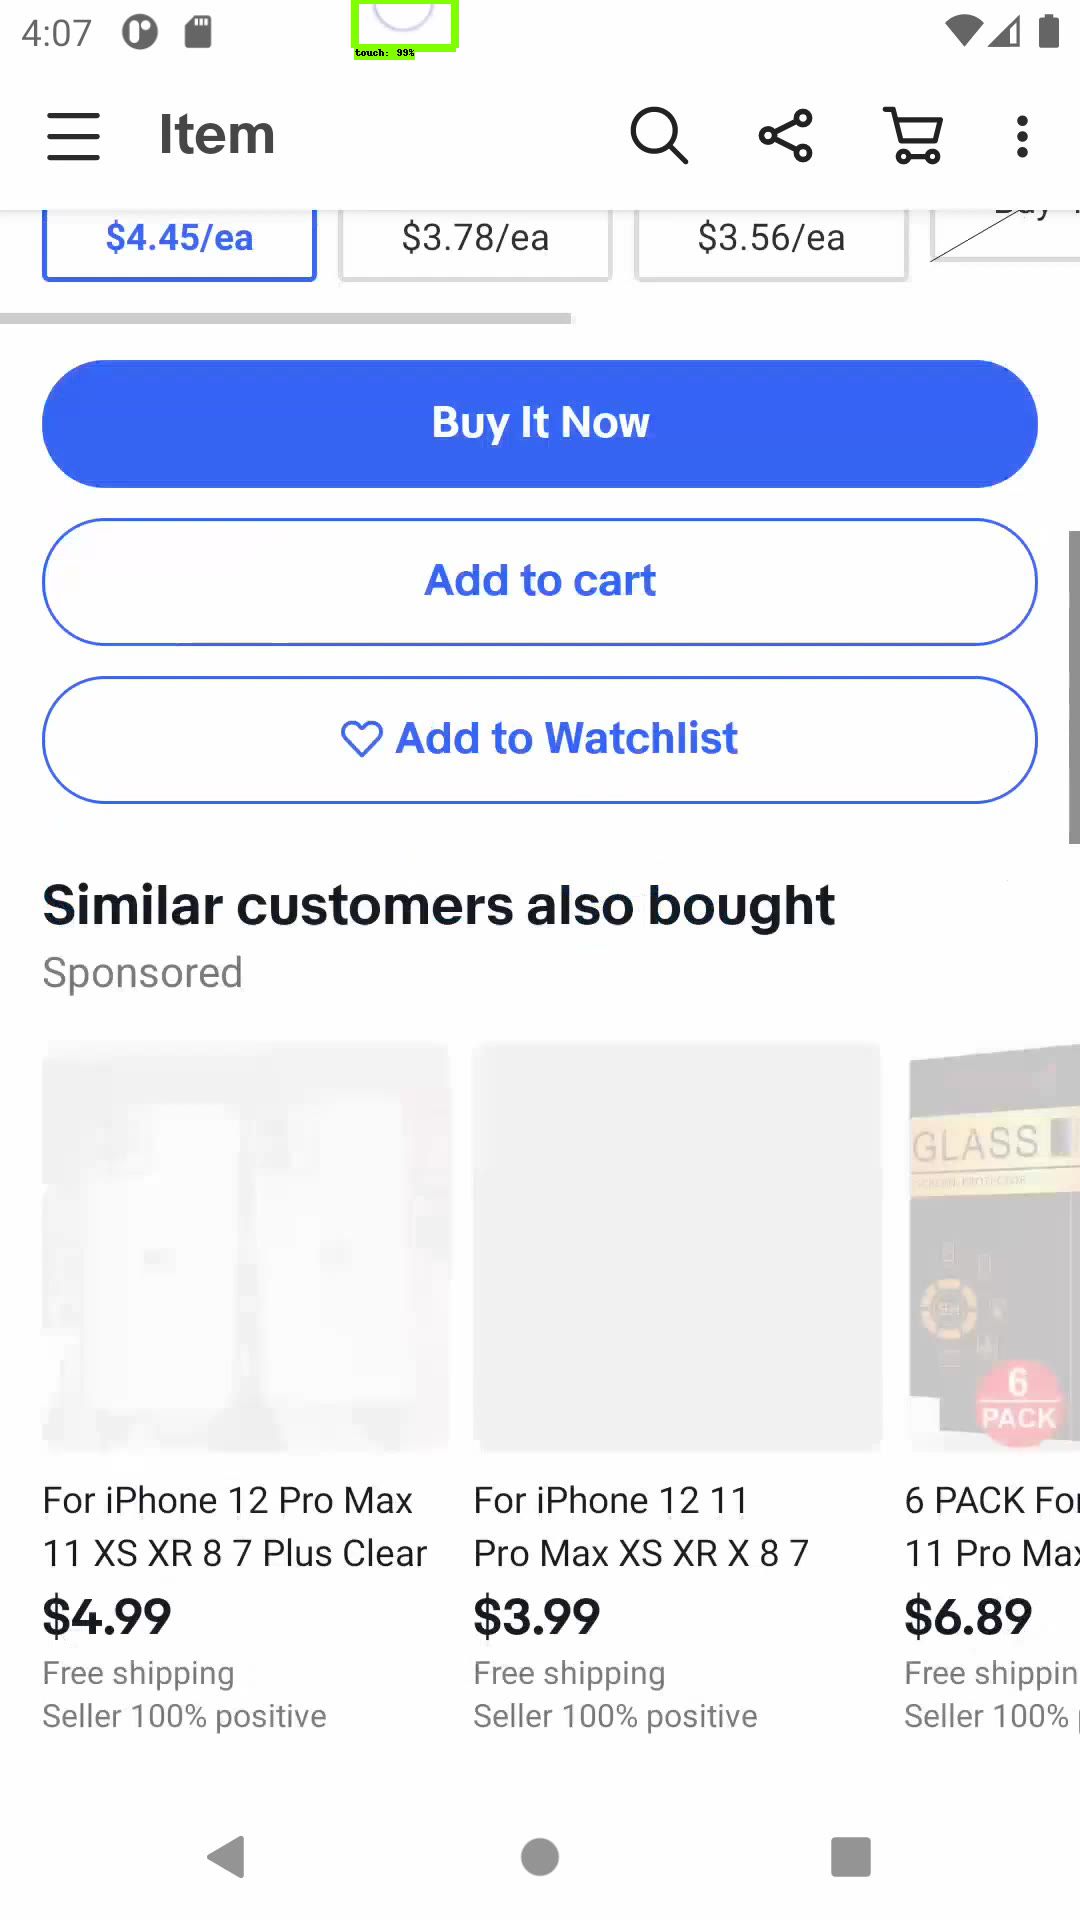 4:07
touch: 99%
Item
$4.45/ea
$3.78/ea
$3.56/ea
Buy It Now
Add to cart
Add to Watchlist
Similar customers also bought
Sponsored
GLASS
SCREEN PROTECTOR
9H
6
PACK
For iPhone 12 Pro Max
11 XS XR 8 7 Plus Clear
$4.99
Free shipping
Seller 100% positive
For iPhone 12 11
Pro Max XS XR X 8 7
$3.99
Free shipping
Seller 100% positive
6 PACK For
11 Pro Max
$6.89
Free shippin
Seller 100%